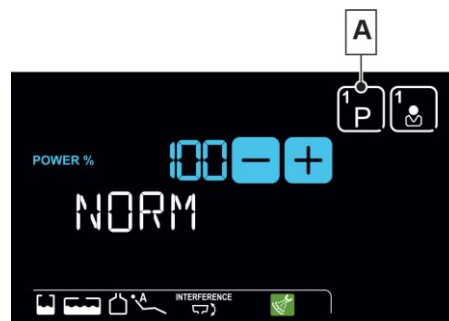 A
1 P 1
POWER % 100 - +
NORM
A INTERFERENCE